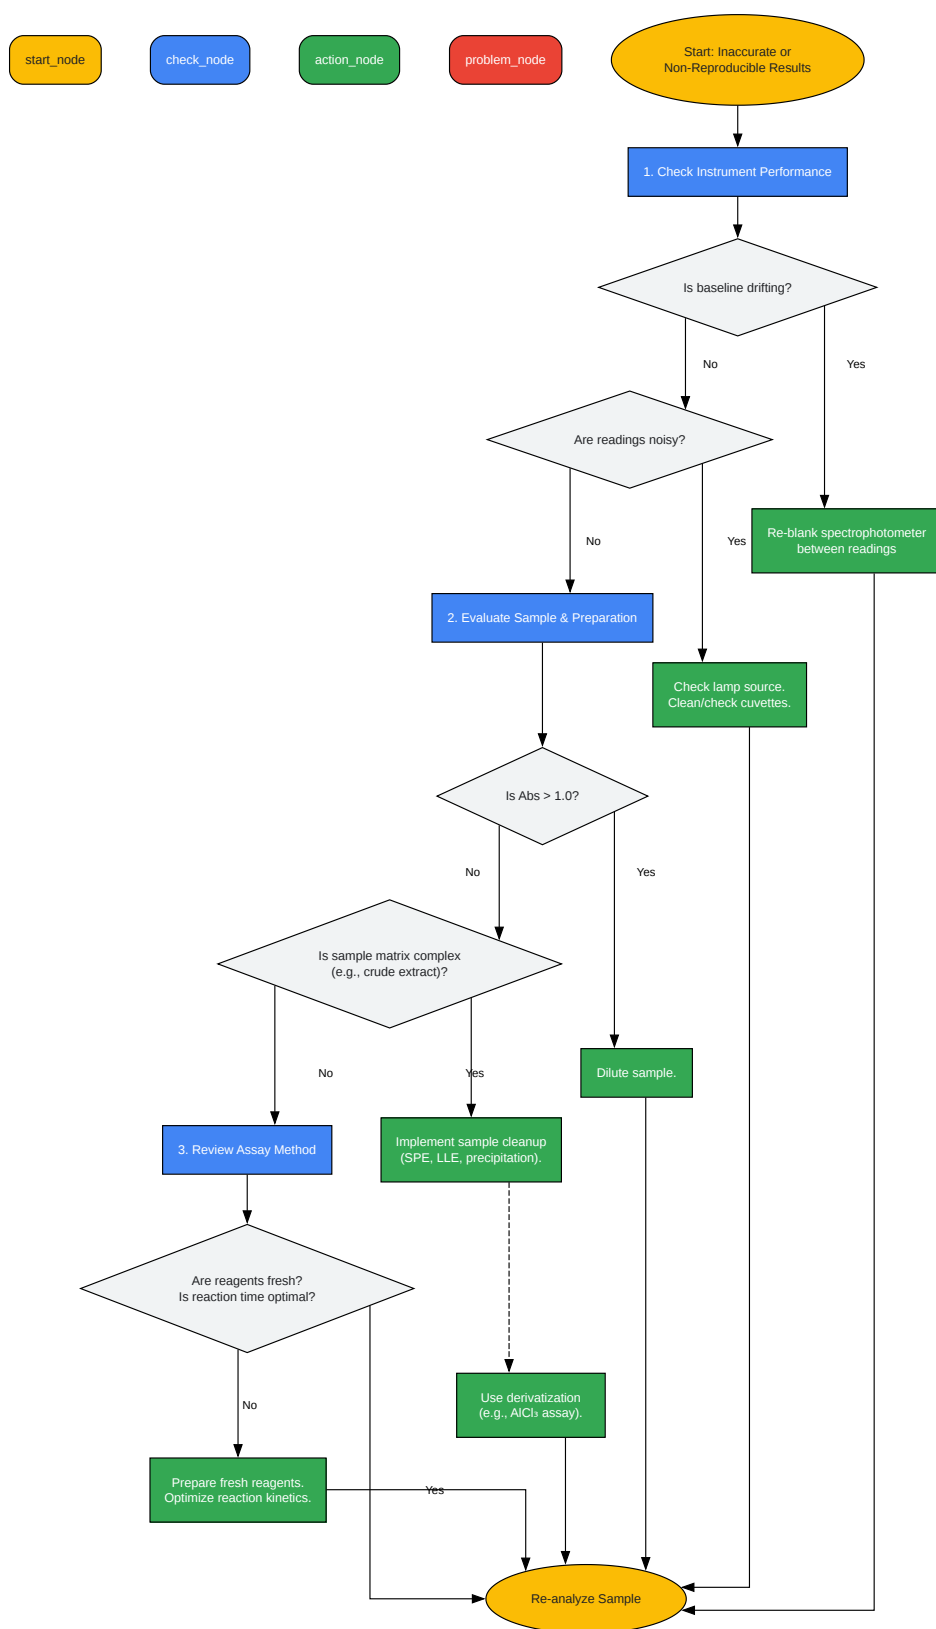 start_node
check_node
action_node
problem_node
Start: Inaccurate or
Non-Reproducible Results
1. Check Instrument Performance
Is baseline drifting?
No
Yes
Are readings noisy?
No
Yes
Re-blank spectrophotometer
between readings
2. Evaluate Sample & Preparation
Check lamp source.
Clean/check cuvettes.
Is Abs > 1.0?
No
Yes
Is sample matrix complex
(e.g., crude extract)?
No
Yes
Dilute sample.
3. Review Assay Method
Implement sample cleanup
(SPE, LLE, precipitation).
Are reagents fresh?
Is reaction time optimal?
No
Use derivatization
(e.g., AlCl₃ assay).
Prepare fresh reagents.
Optimize reaction kinetics.
Yes
Re-analyze Sample